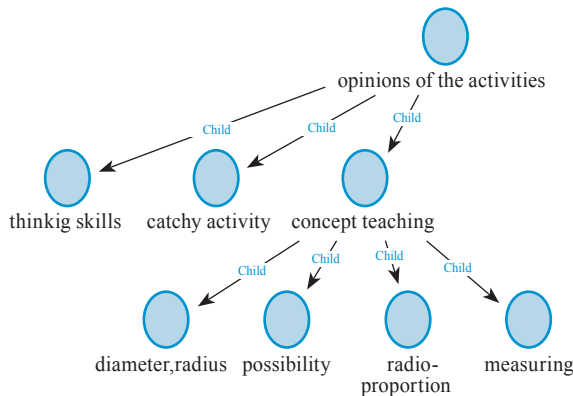 opinions of the activities
Child
Child
Child
thinkig skills
catchy activity
concept teaching
Child
Child
Child
Child
diameter,radius
possibility
radio-
proportion
measuring